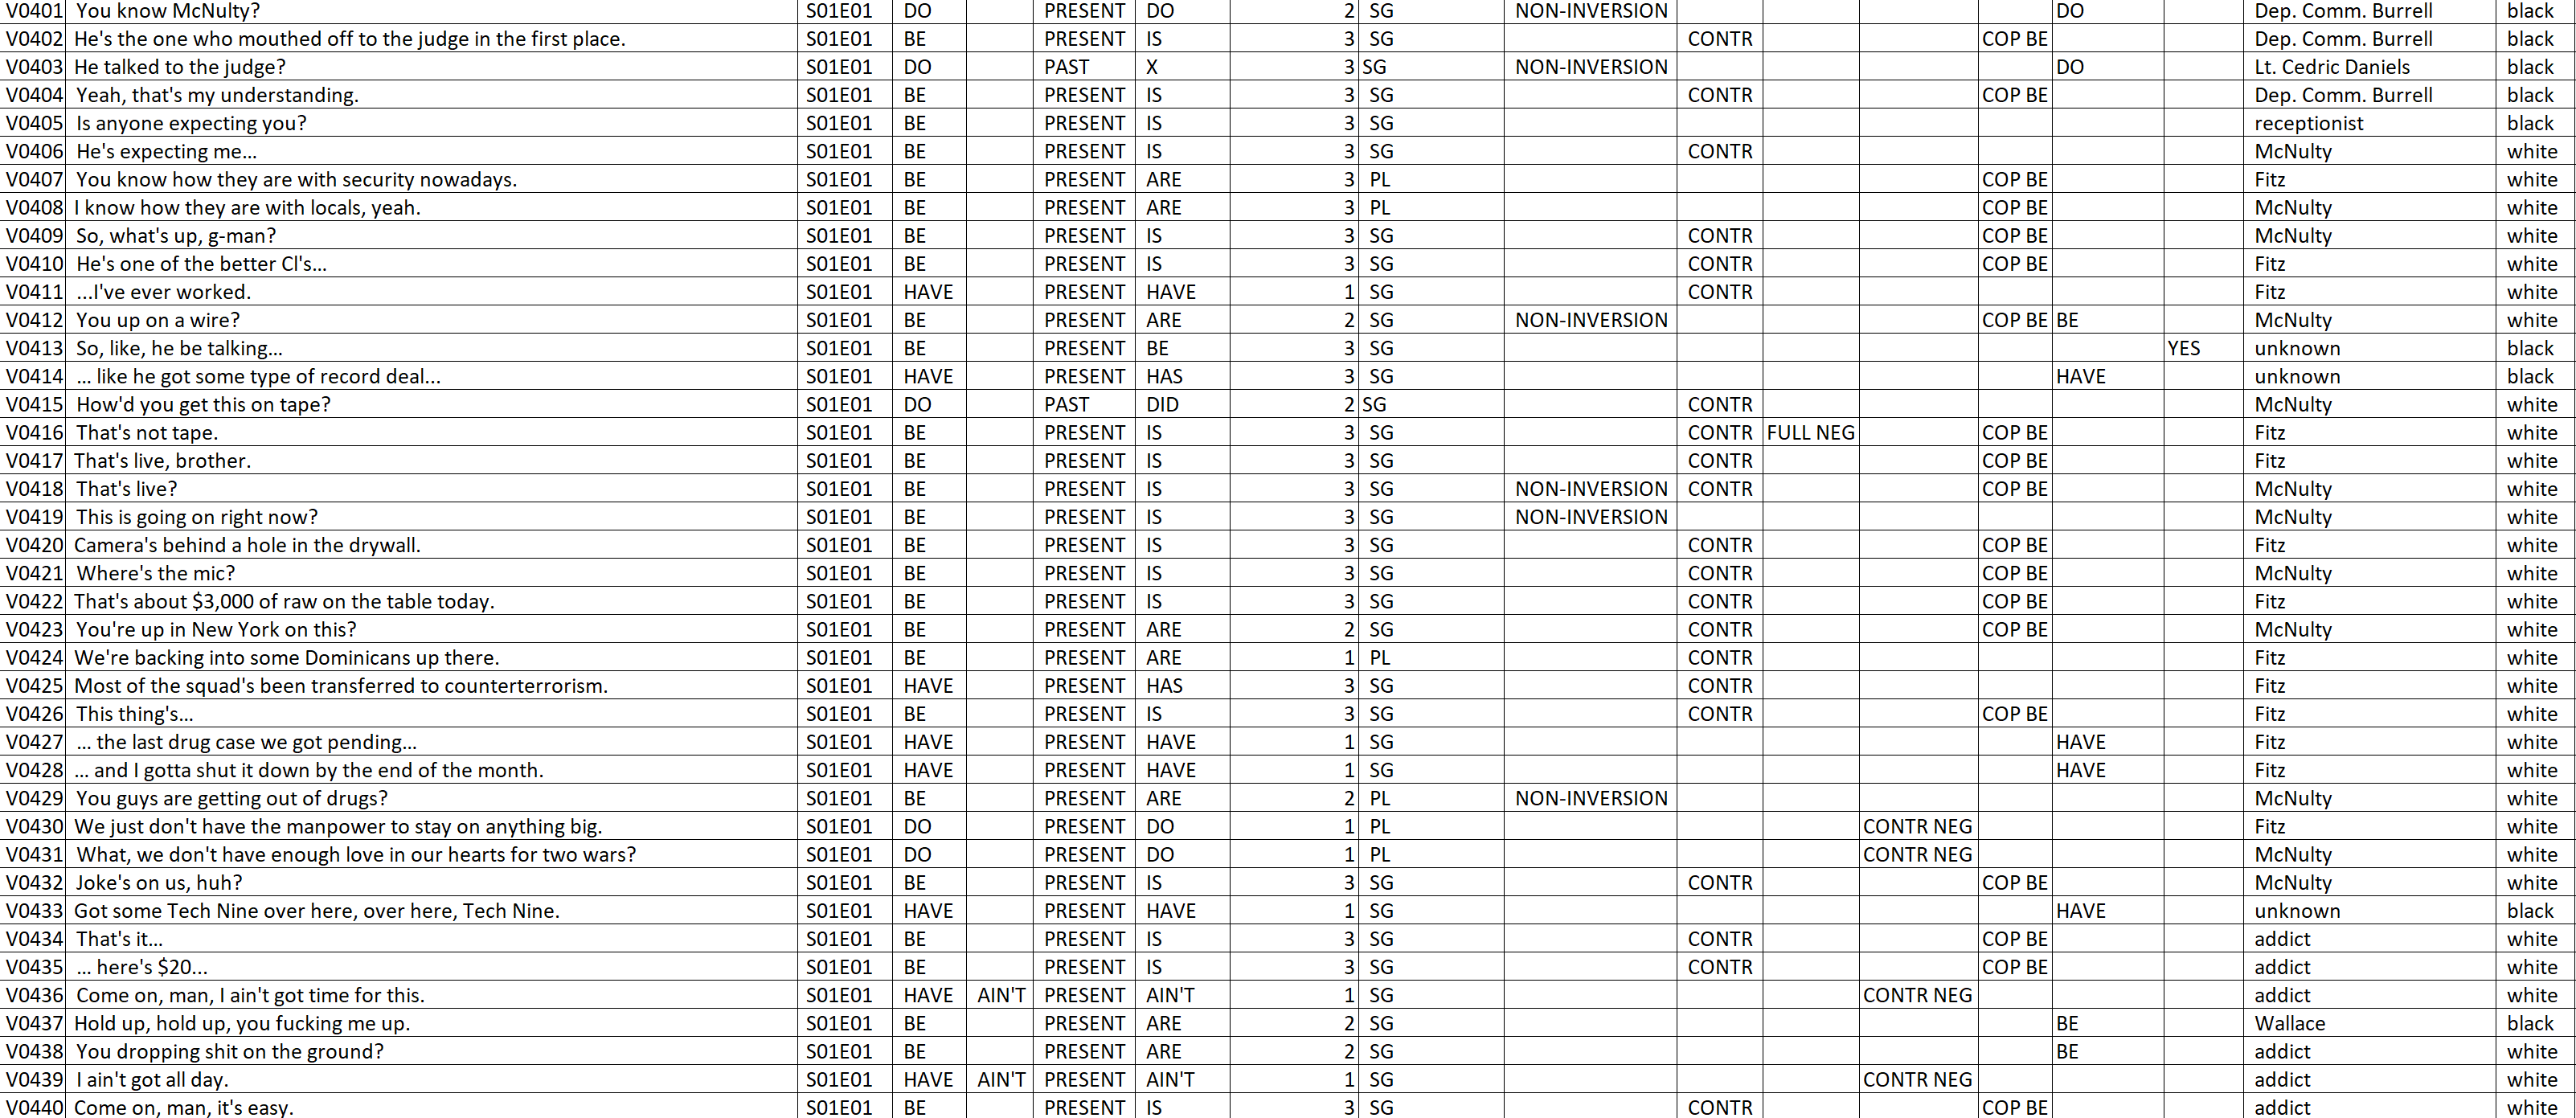 V0401 You know McNulty? S01E01 DO PRESENT DO 2 SG NON-INVERSION DO Dep. Comm. Burrell black
V0402 He's the one who mouthed off to the judge in the first place. S01E01 BE PRESENT IS 3 SG CONTR COP BE Dep. Comm. Burrell black
V0403 He talked to the judge? S01E01 DO PAST X 3 SG NON-INVERSION DO Lt. Cedric Daniels black
V0404 Yeah, that's my understanding. S01E01 BE PRESENT IS 3 SG CONTR COP BE Dep. Comm. Burrell black
V0405 Is anyone expecting you? S01E01 BE PRESENT IS 3 SG receptionist black
V0406 He's expecting me... S01E01 BE PRESENT IS 3 SG CONTR McNulty white
V0407 You know how they are with security nowadays. S01E01 BE PRESENT ARE 3 PL COP BE Fitz white
V0408 I know how they are with locals, yeah. S01E01 BE PRESENT ARE 3 PL COP BE McNulty white
V0409 So, what's up, g-man? S01E01 BE PRESENT IS 3 SG CONTR COP BE McNulty white
V0410 He's one of the better Cl's... S01E01 BE PRESENT IS 3 SG CONTR COP BE Fitz white
V0411 ...I've ever worked. S01E01 HAVE PRESENT HAVE 1 SG CONTR Fitz white
V0412 You up on a wire? S01E01 BE PRESENT ARE 2 SG NON-INVERSION COP BE BE McNulty white
V0413 So, like, he be talking... S01E01 BE PRESENT BE 3 SG YES unknown black
V0414 ... like he got some type of record deal... S01E01 HAVE PRESENT HAS 3 SG HAVE unknown black
V0415 How'd you get this on tape? S01E01 DO PAST DID 2 SG CONTR McNulty white
V0416 That's not tape. S01E01 BE PRESENT IS 3 SG CONTR FULL NEG COP BE Fitz white
V0417 That's live, brother. S01E01 BE PRESENT IS 3 SG CONTR COP BE Fitz white
V0418 That's live? S01E01 BE PRESENT IS 3 SG NON-INVERSION CONTR COP BE McNulty white
V0419 This is going on right now? S01E01 BE PRESENT IS 3 SG NON-INVERSION McNulty white
V0420 Camera's behind a hole in the drywall. S01E01 BE PRESENT IS 3 SG CONTR COP BE Fitz white
V0421 Where's the mic? S01E01 BE PRESENT IS 3 SG CONTR COP BE McNulty white
V0422 That's about $3,000 of raw on the table today. S01E01 BE PRESENT IS 3 SG CONTR COP BE Fitz white
V0423 You're up in New York on this? S01E01 BE PRESENT ARE 2 SG CONTR COP BE McNulty white
V0424 We're backing into some Dominicans up there. S01E01 BE PRESENT ARE 1 PL CONTR Fitz white
V0425 Most of the squad's been transferred to counterterrorism. S01E01 HAVE PRESENT HAS 3 SG CONTR Fitz white
V0426 This thing's... S01E01 BE PRESENT IS 3 SG CONTR COP BE Fitz white
V0427 ... the last drug case we got pending... S01E01 HAVE PRESENT HAVE 1 SG HAVE Fitz white
V0428 ... and I gotta shut it down by the end of the month. S01E01 HAVE PRESENT HAVE 1 SG HAVE Fitz white
V0429 You guys are getting out of drugs? S01E01 BE PRESENT ARE 2 PL NON-INVERSION McNulty white
V0430 We just don't have the manpower to stay on anything big. S01E01 DO PRESENT DO 1 PL CONTR NEG Fitz white
V0431 What, we don't have enough love in our hearts for two wars? S01E01 DO PRESENT DO 1 PL CONTR NEG McNulty white
V0432 Joke's on us, huh? S01E01 BE PRESENT IS 3 SG CONTR COP BE McNulty white
V0433 Got some Tech Nine over here, over here, Tech Nine. S01E01 HAVE PRESENT HAVE 1 SG HAVE unknown black
V0434 That's it... S01E01 BE PRESENT IS 3 SG CONTR COP BE addict white
V0435 ... here's $20... S01E01 BE PRESENT IS 3 SG CONTR COP BE addict white
V0436 Come on, man, I ain't got time for this. S01E01 HAVE AIN'T PRESENT AIN'T 1 SG CONTR NEG addict white
V0437 Hold up, hold up, you fucking me up. S01E01 BE PRESENT ARE 2 SG BE Wallace black
V0438 You dropping shit on the ground? S01E01 BE PRESENT ARE 2 SG BE addict white
V0439 I ain't got all day. S01E01 HAVE AIN'T PRESENT AIN'T 1 SG CONTR NEG addict white
V0440 Come on, man, it's easy. S01E01 BE PRESENT IS 3 SG CONTR COP BE addict white